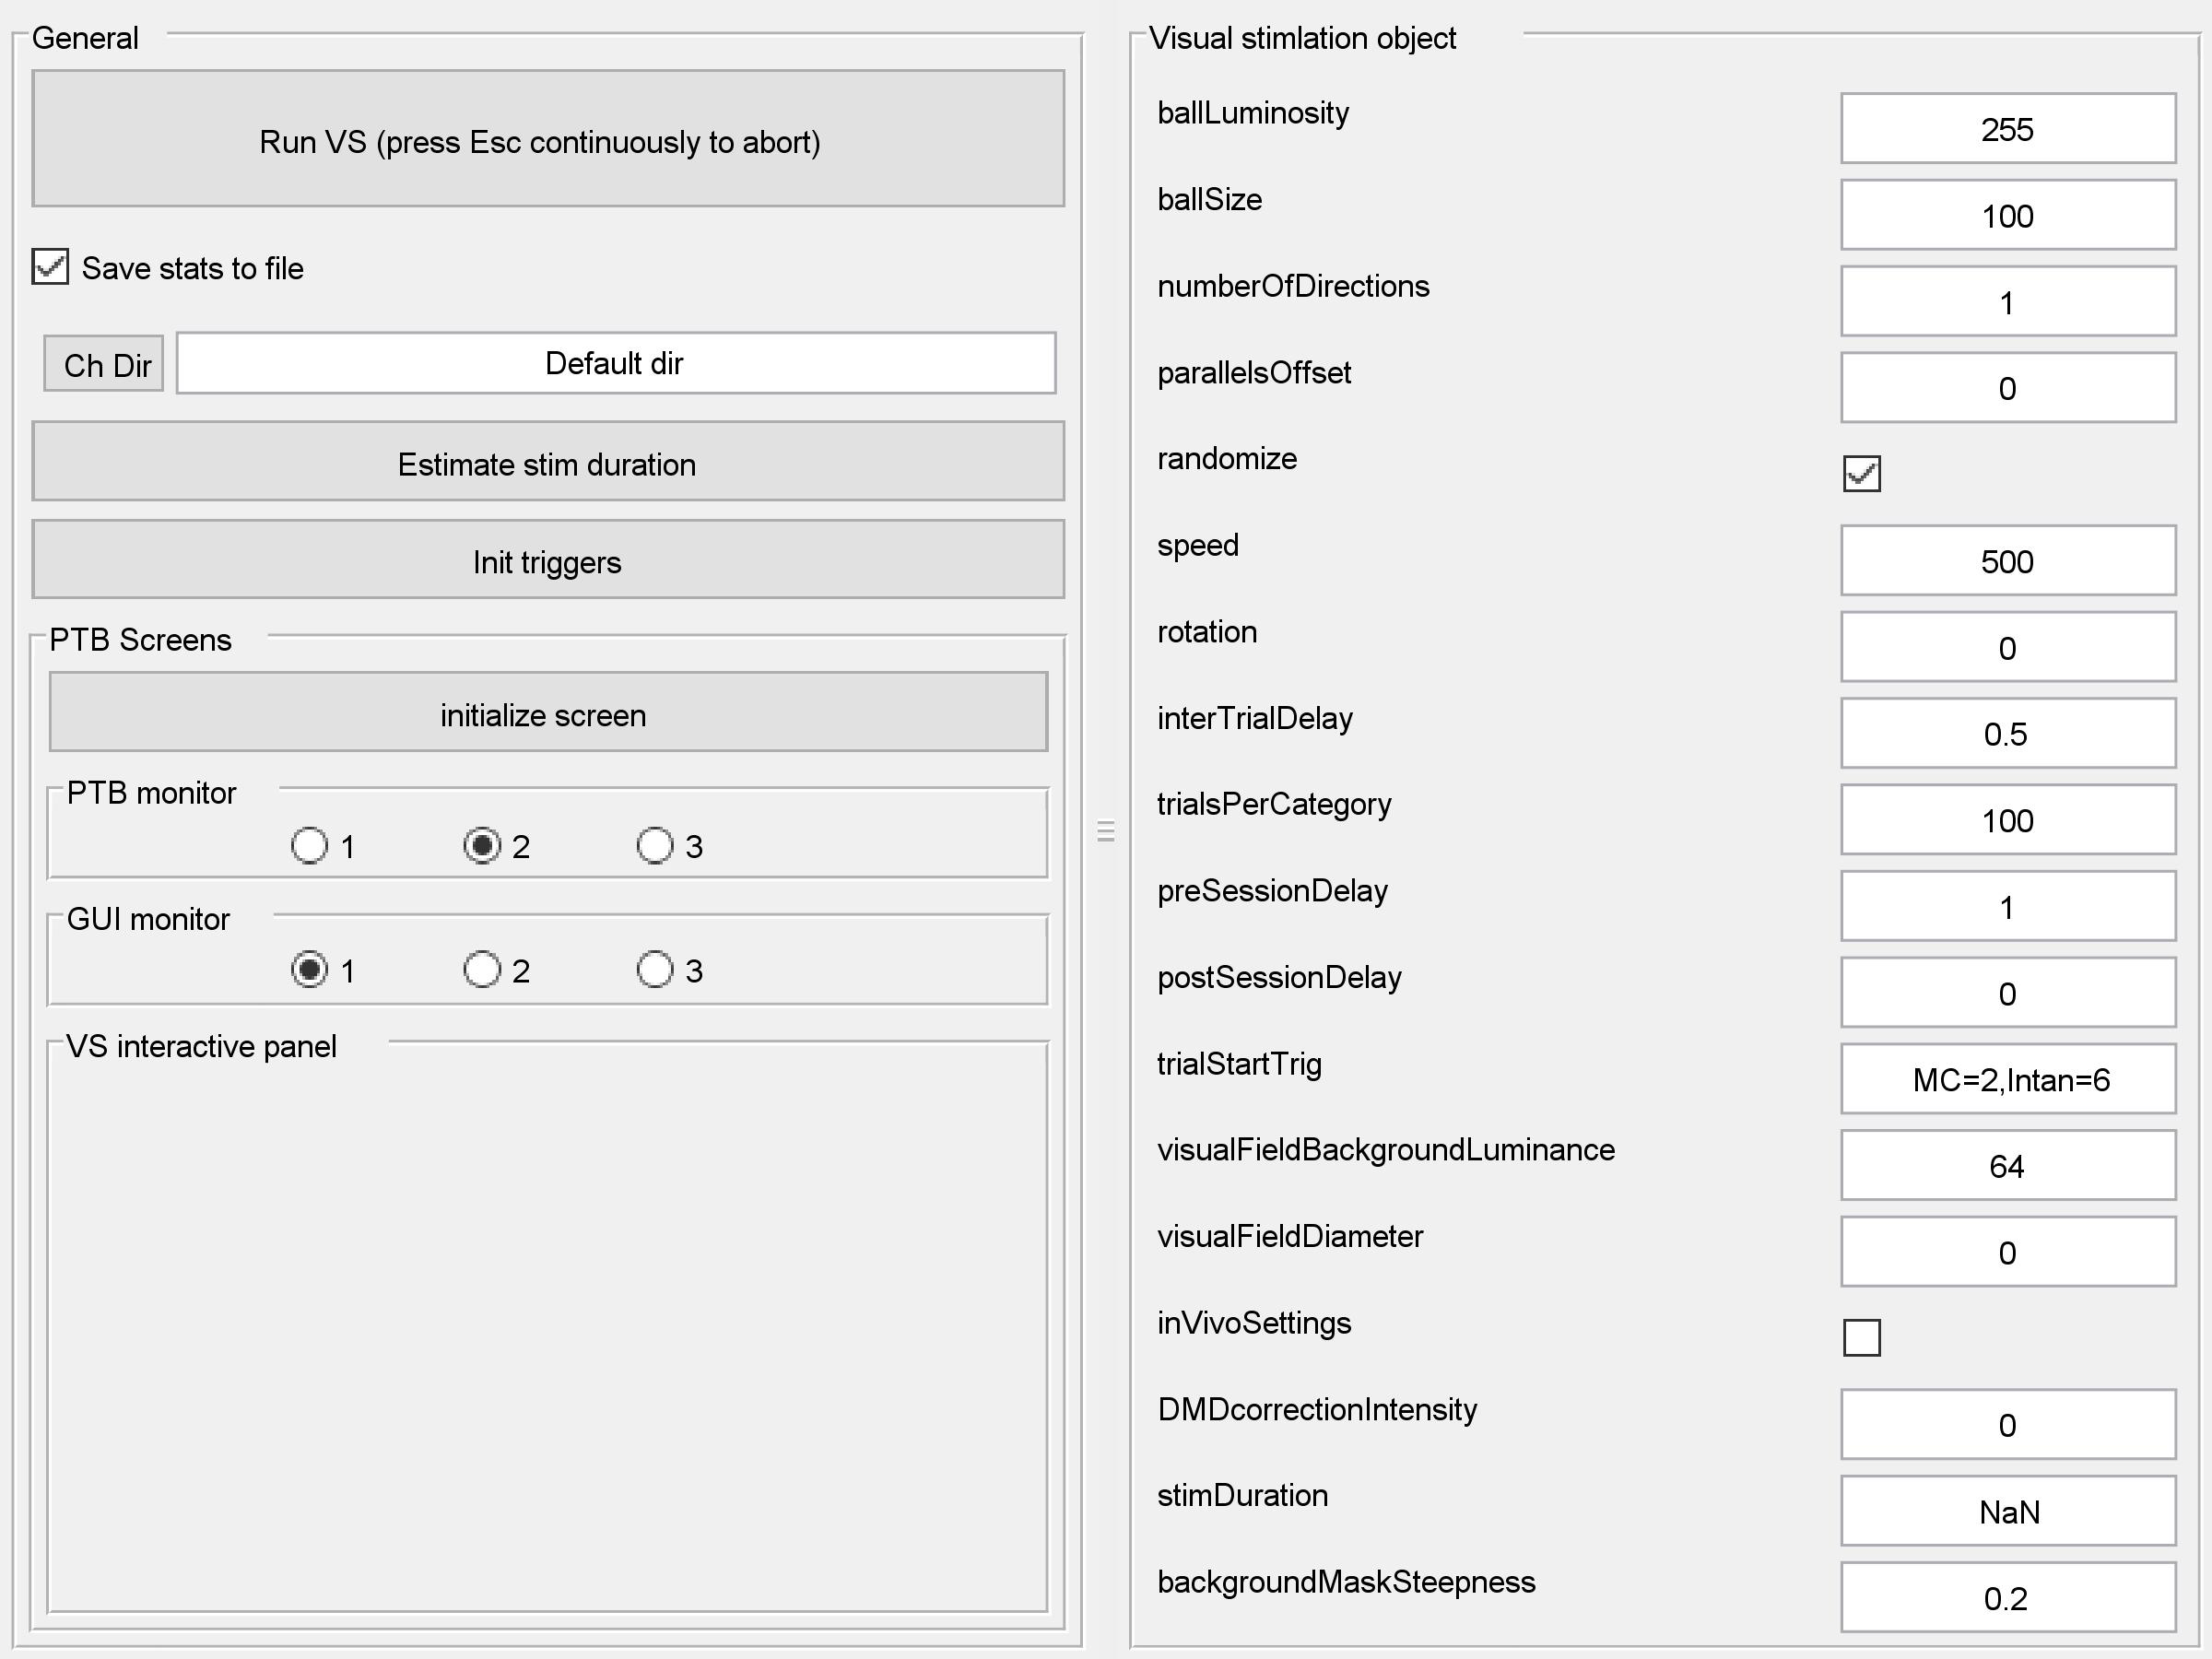 General
Run VS (press Esc continuously to abort)
Save stats to file
Ch Dir
Default dir
Estimate stim duration
Init triggers
PTB Screens
initialize screen
PTB monitor
1 2 3
GUI monitor
1 2 3
VS interactive panel
Visual stimlation object
ballLuminosity 255
ballSize 100
numberOfDirections 1
parallelsOffset 0
randomize
speed 500
rotation 0
interTrialDelay 0.5
trialsPerCategory 100
preSessionDelay 1
postSessionDelay 0
trialStartTrig MC=2,Intan=6
visualFieldBackgroundLuminance 64
visualFieldDiameter 0
inVivoSettings
DMDcorrectionIntensity 0
stimDuration NaN
backgroundMaskSteepness 0.2